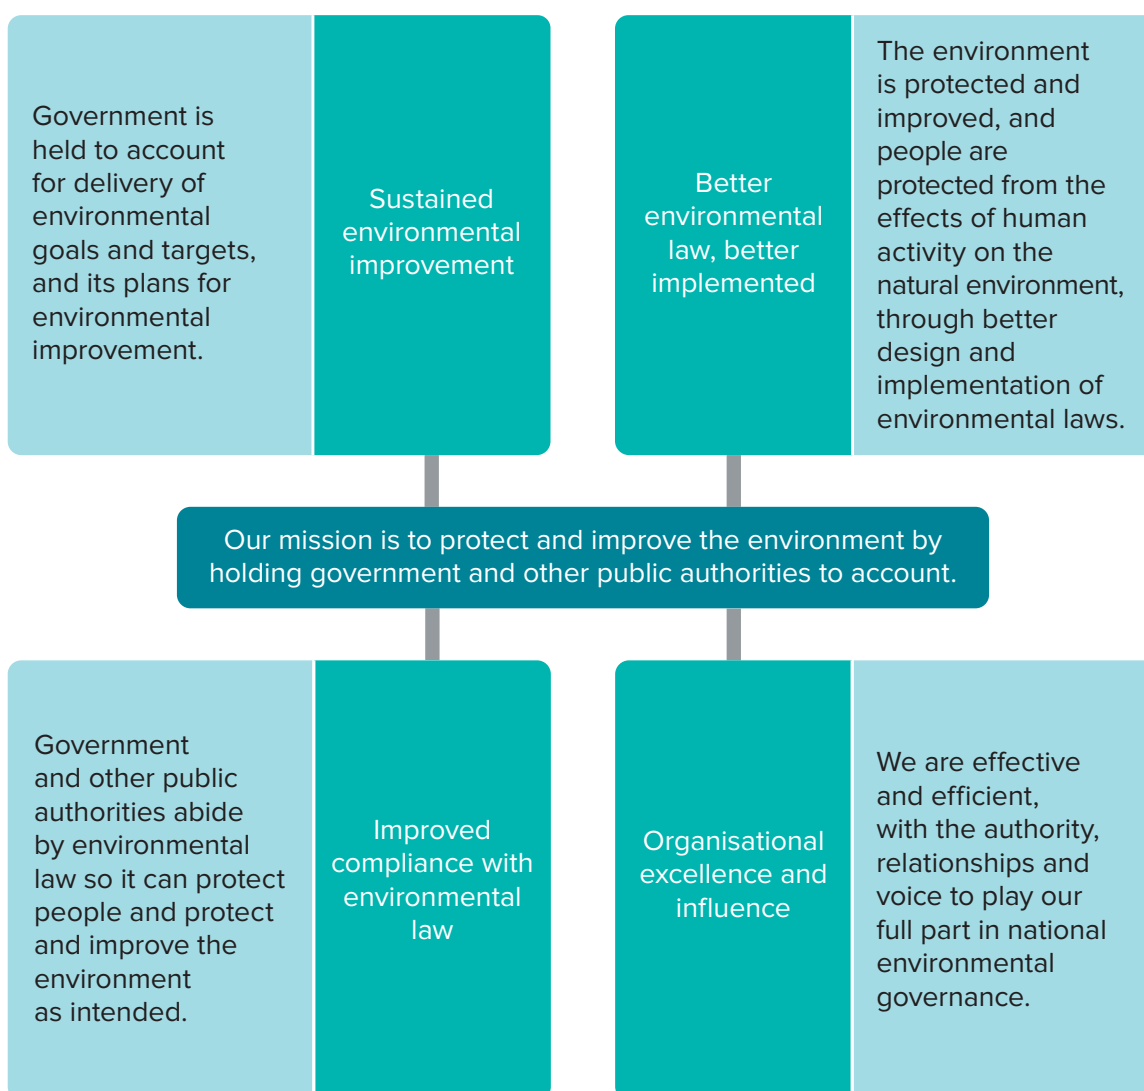 Government is
held to account
for delivery of
environmental
goals and targets,
and its plans for
environmental
improvement.
Sustained
environmental
improvement
Better
environmental
law, better
implemented
The environment
is protected and
improved, and
people are
protected from the
effects of human
activity on the
natural environment,
through better
design and
implementation of
environmental laws.
Our mission is to protect and improve the environment by
holding government and other public authorities to account.
Government
and other public
authorities abide
by environmental
law so it can protect
people and protect
and improve the
environment
as intended.
Improved
compliance with
environmental
law
Organisational
excellence and
influence
We are effective
and efficient,
with the authority,
relationships and
voice to play our
full part in national
environmental
governance.